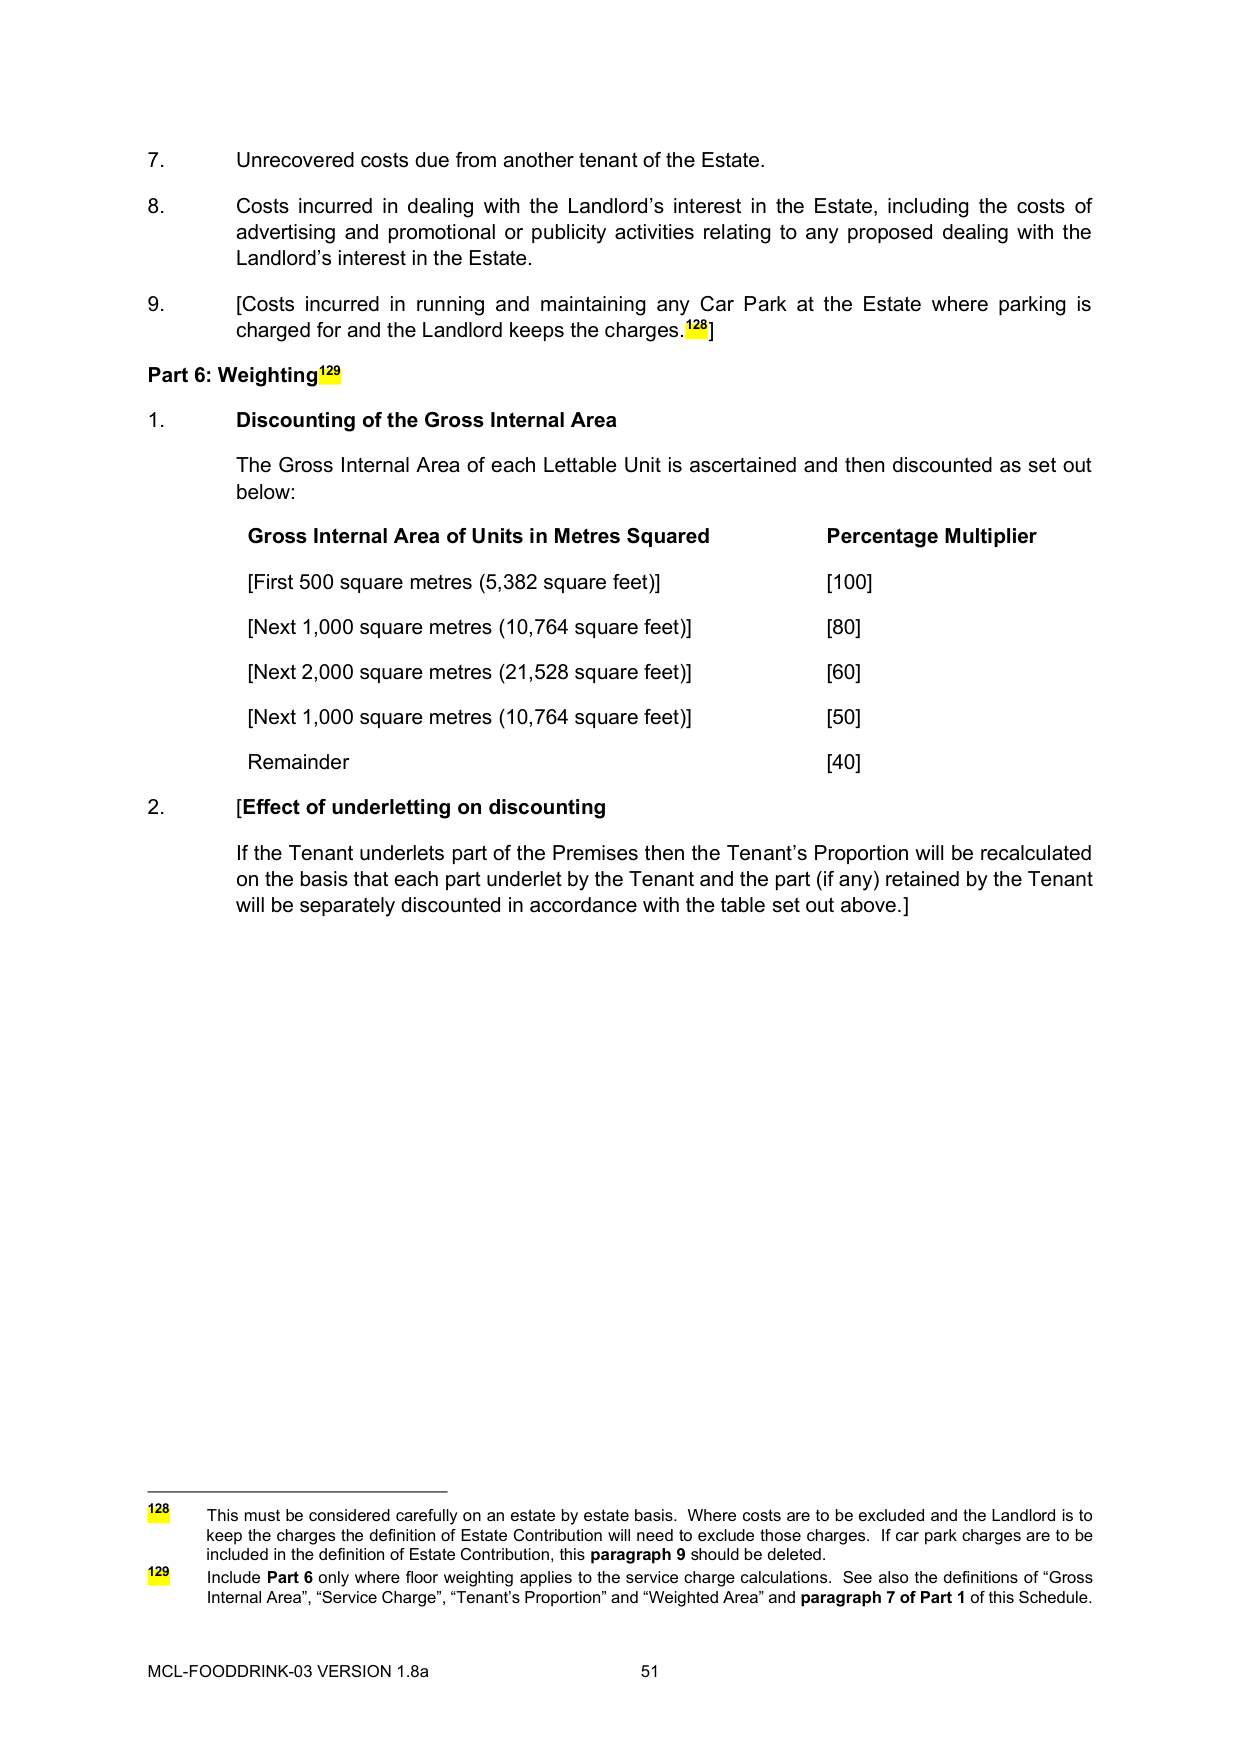 7. Unrecovered costs due from another tenant of the Estate.
8. Costs incurred in dealing with the Landlord’s interest in the Estate, including the costs of
advertising and promotional or publicity activities relating to any proposed dealing with the
Landlord’s interest in the Estate.
9. [Costs incurred in running and maintaining any Car Park at the Estate where parking is
charged for and the Landlord keeps the charges.128]
Part 6: Weighting129
1. Discounting of the Gross Internal Area
The Gross Internal Area of each Lettable Unit is ascertained and then discounted as set out
below:
Gross Internal Area of Units in Metres Squared Percentage Multiplier
[First 500 square metres (5,382 square feet)] [100]
[Next 1,000 square metres (10,764 square feet)] [80]
[Next 2,000 square metres (21,528 square feet)] [60]
[Next 1,000 square metres (10,764 square feet)] [50]
Remainder [40]
2. [Effect of underletting on discounting
If the Tenant underlets part of the Premises then the Tenant’s Proportion will be recalculated
on the basis that each part underlet by the Tenant and the part (if any) retained by the Tenant
will be separately discounted in accordance with the table set out above.]
128 This must be considered carefully on an estate by estate basis. Where costs are to be excluded and the Landlord is to
keep the charges the definition of Estate Contribution will need to exclude those charges. If car park charges are to be
included in the definition of Estate Contribution, this paragraph 9 should be deleted.
129 Include Part 6 only where floor weighting applies to the service charge calculations. See also the definitions of “Gross
Internal Area”, “Service Charge”, “Tenant’s Proportion” and “Weighted Area” and paragraph 7 of Part 1 of this Schedule.
MCL-FOODDRINK-03 VERSION 1.8a 51